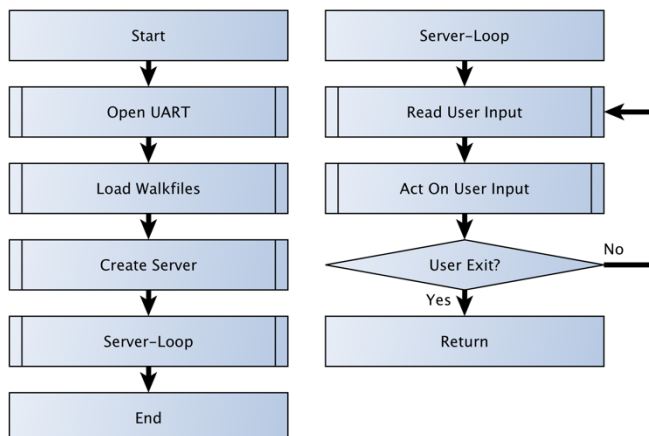 Start
Open UART
Load Walkfiles
Create Server
Server-Loop
End
Server-Loop
Read User Input
Act On User Input
User Exit?
No
Yes
Return